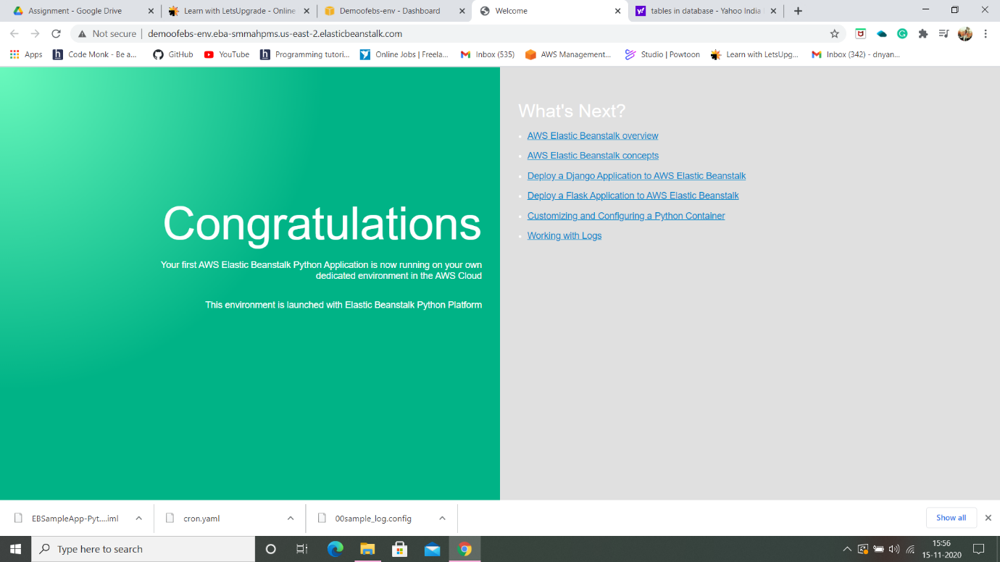 Assignment - Google Drive
Learn with LetsUpgrade - Online
Demoofebs-env - Dashboard
Welcome
tables in database - Yahoo India
Not secure | demoofebs-env.eba-smmahpms.us-east-2.elasticbeanstalk.com
Apps
Code Monk - Be a...
GitHub
YouTube
Programming tutori...
Online Jobs | Freela...
Inbox (535)
AWS Management...
Studio | Powtoon
Learn with LetsUpg...
Inbox (342) - dnyan...
Congratulations
Your first AWS Elastic Beanstalk Python Application is now running on your own
dedicated environment in the AWS Cloud
This environment is launched with Elastic Beanstalk Python Platform
What's Next?
AWS Elastic Beanstalk overview
AWS Elastic Beanstalk concepts
Deploy a Django Application to AWS Elastic Beanstalk
Deploy a Flask Application to AWS Elastic Beanstalk
Customizing and Configuring a Python Container
Working with Logs
EBSampleApp-Pyt....iml
cron.yaml
00sample_log.config
Show all
Type here to search
15:56
15-11-2020